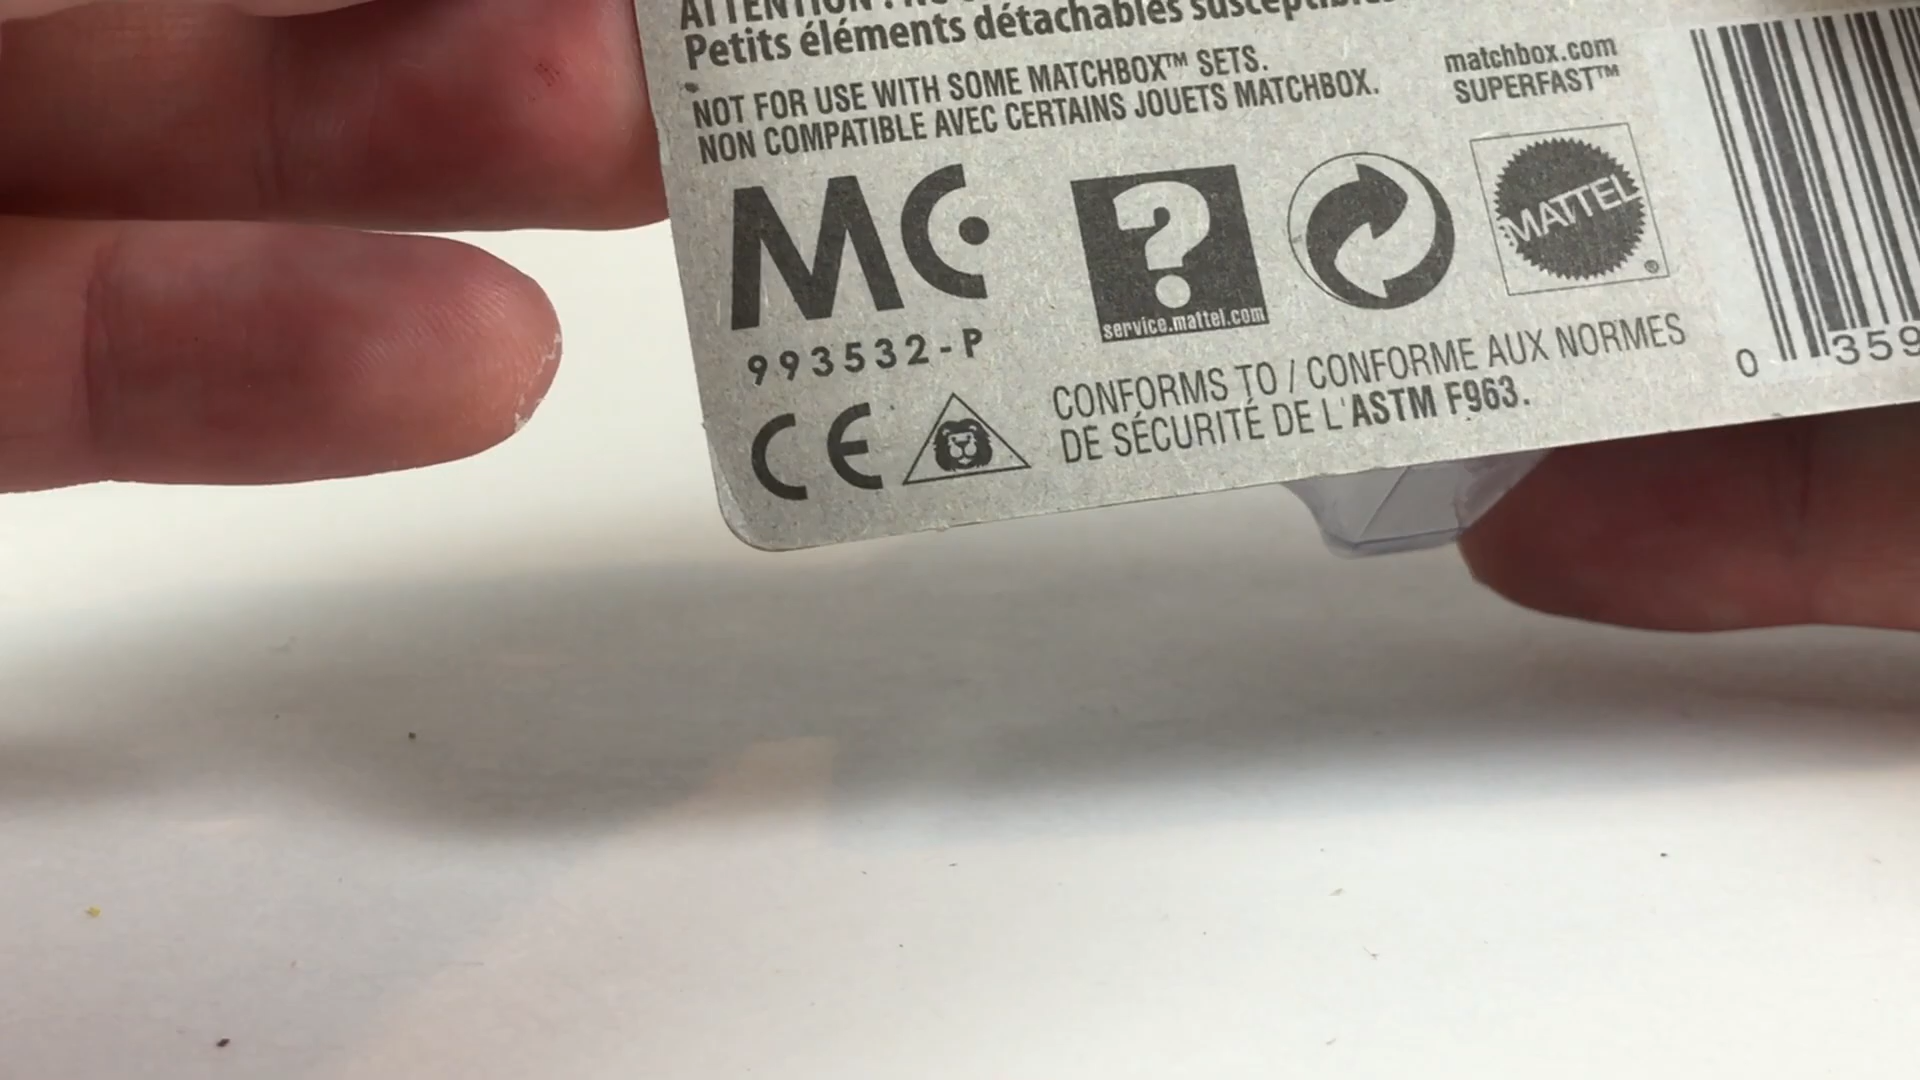 ATTENTION :
Petits éléments détachables
NOT FOR USE WITH SOME MATCHBOX™ SETS.
NON COMPATIBLE AVEC CERTAINS JOUETS MATCHBOX.
matchbox.com
SUPERFAST™
MC
993532-P
?
service.mattel.com
MATTEL
®
CE
CONFORMS TO / CONFORME AUX NORMES
DE SÉCURITÉ DE L'ASTM F963.
0 359